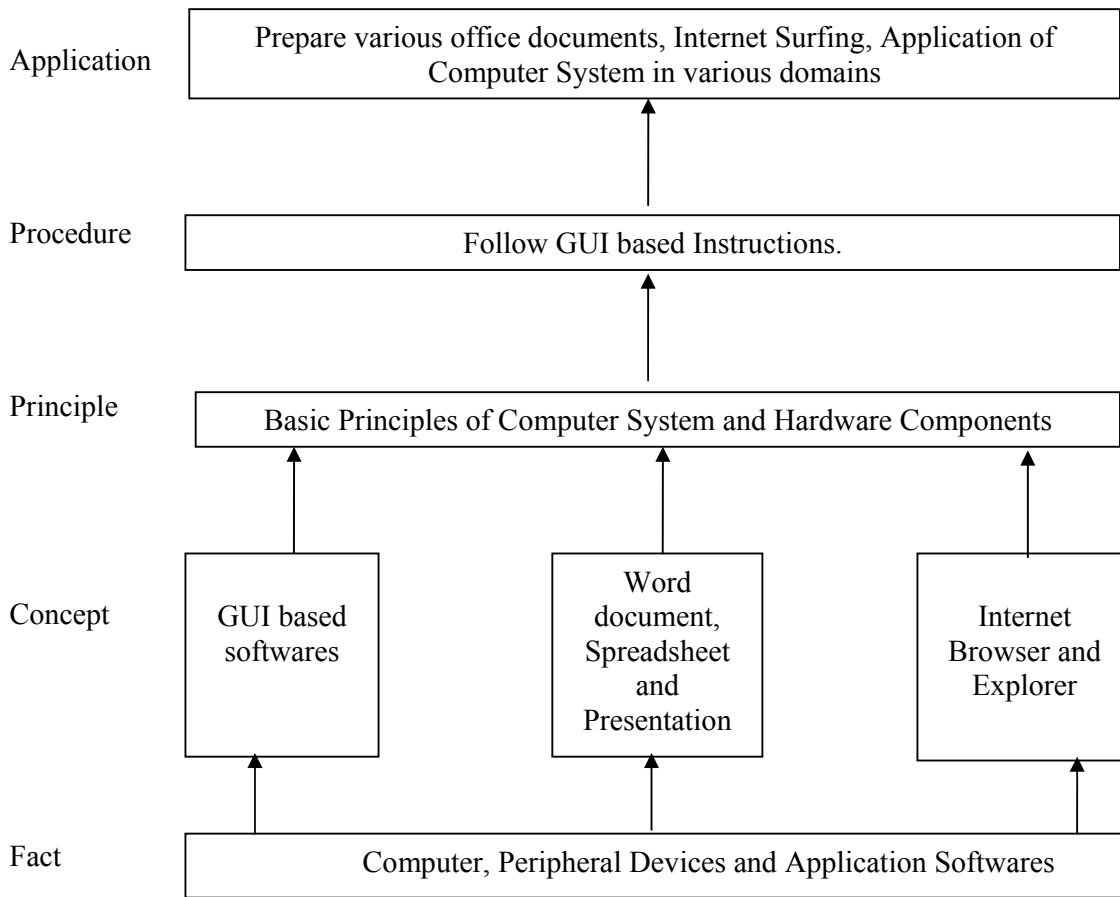 Application
Prepare various office documents, Internet Surfing, Application of
Computer System in various domains
Procedure
Follow GUI based Instructions.
Principle
Basic Principles of Computer System and Hardware Components
Concept
GUI based
softwares
Word
document,
Spreadsheet
and
Presentation
Internet
Browser and
Explorer
Fact
Computer, Peripheral Devices and Application Softwares